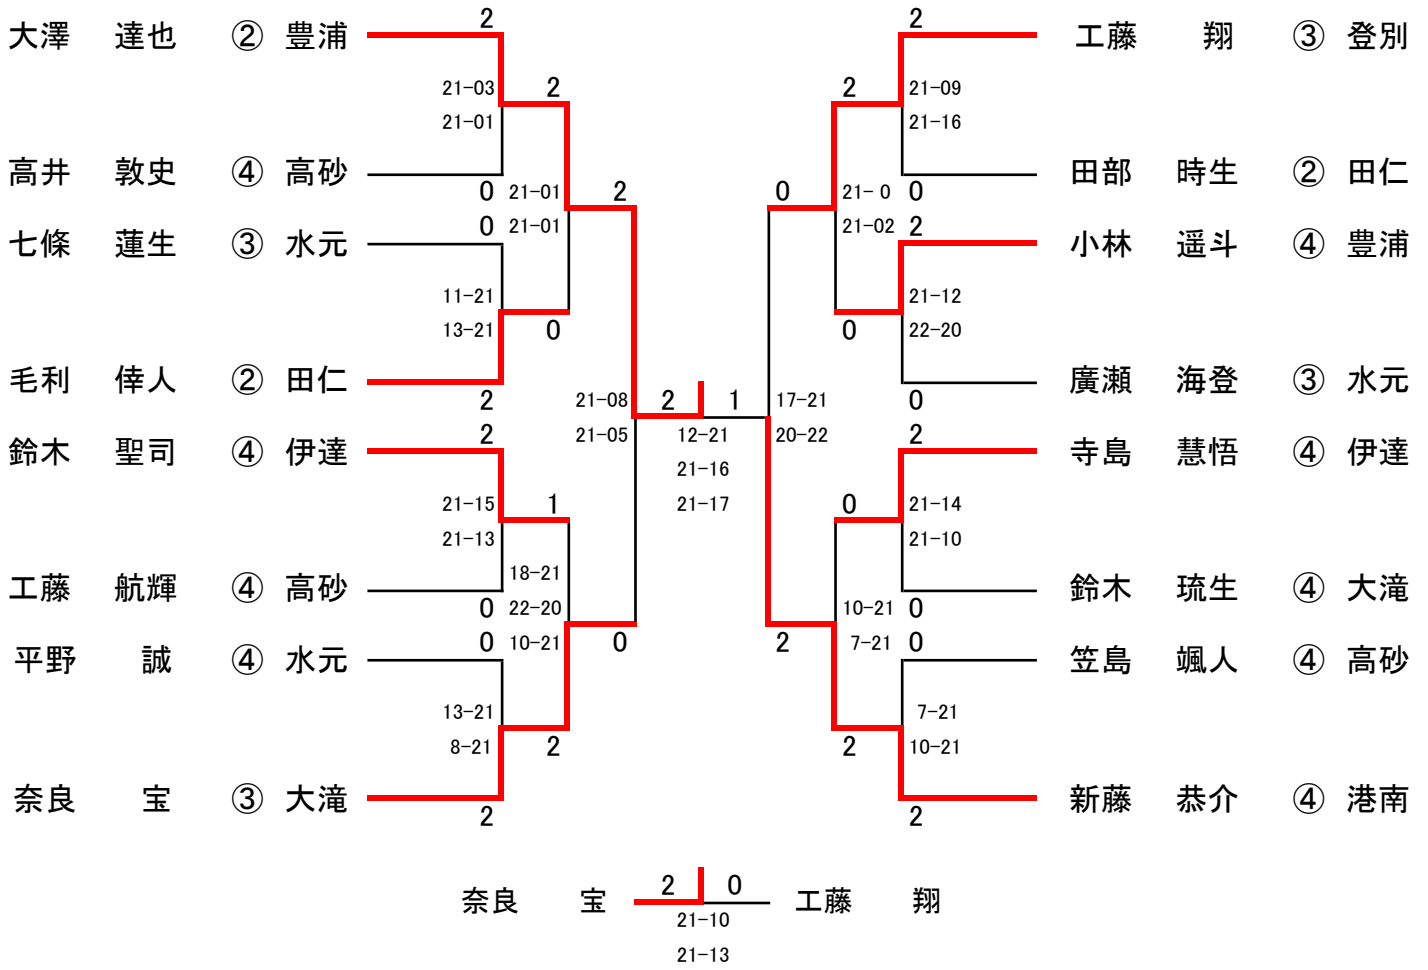 2 2
大澤 達也 ② 豊浦 工藤 翔 ③ 登別
21-03 2 2 21-09
21-01 21-16
高井 敦史 ④ 高砂 田部 時生 ② 田仁
0 21-01 2 0 21- 0 0
0 21-01 21-02 2
七條 蓮生 ③ 水元 小林 遥斗 ④ 豊浦
11-21 21-12
13-21 0 0 22-20
毛利 倖人 ② 田仁 廣瀬 海登 ③ 水元
2 21-08 2 1 17-21 0
2 21-05 12-21 20-22 2
鈴木 聖司 ④ 伊達 寺島 慧悟 ④ 伊達
21-16
21-15 1 21-17 0 21-14
21-13 21-10
18-21
工藤 航輝 ④ 高砂 鈴木 琉生 ④ 大滝
0 22-20 10-21 0
0 10-21 0 2 7-21 0
平野 誠 ④ 水元 笠島 颯人 ④ 高砂
13-21 7-21
8-21 2 2 10-21
奈良 宝 ③ 大滝 新藤 恭介 ④ 港南
2 2
奈良 宝 2 0 工藤 翔
21-10
21-13